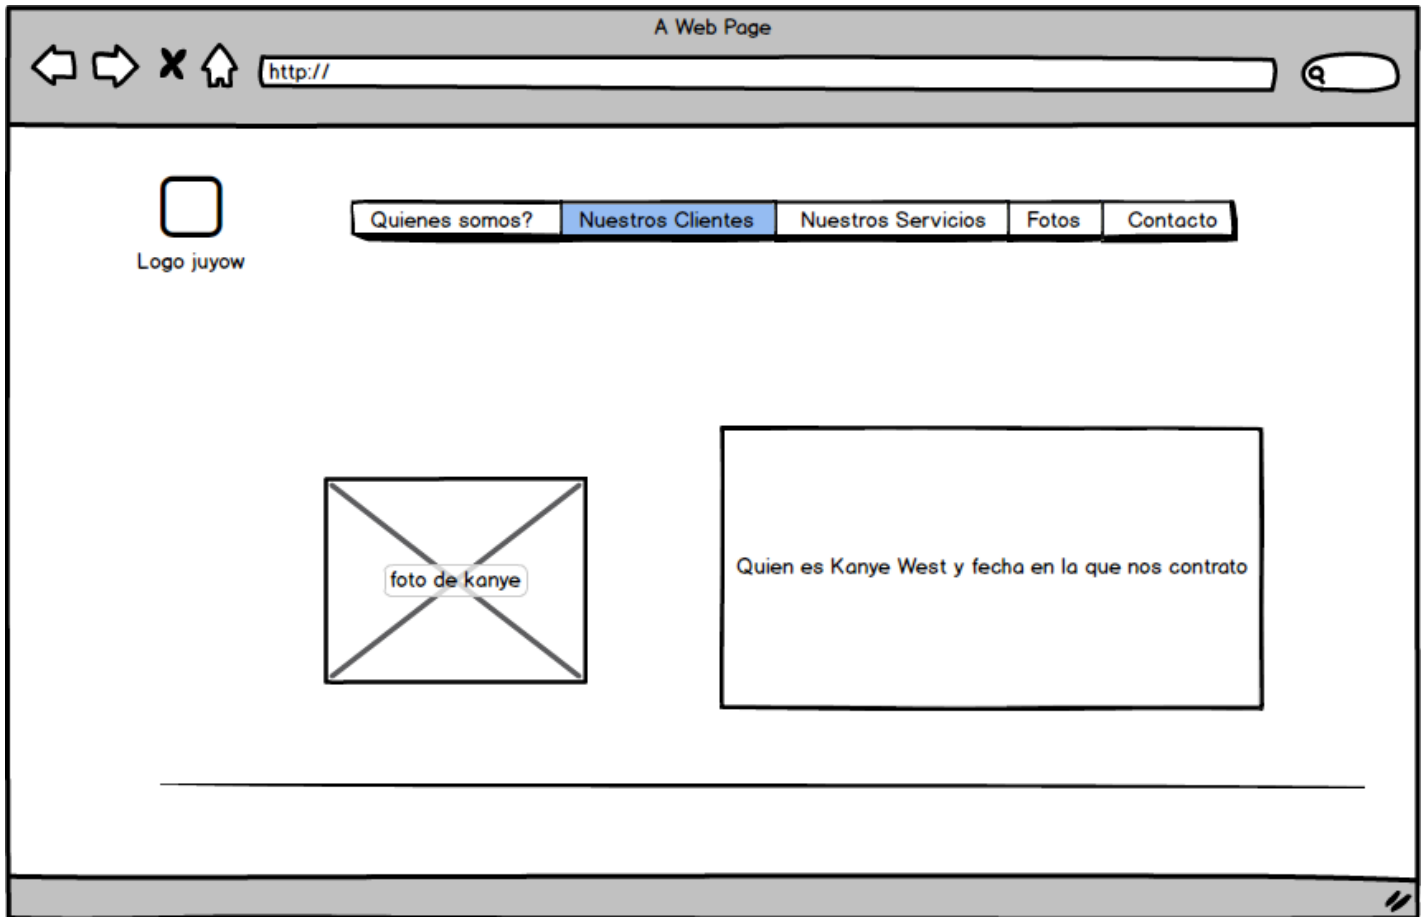 A Web Page
http://
Quienes somos? Nuestros Clientes Nuestros Servicios Fotos Contacto
Logo juyow
Quien es Kanye West y fecha en la que nos contrato
foto de kanye